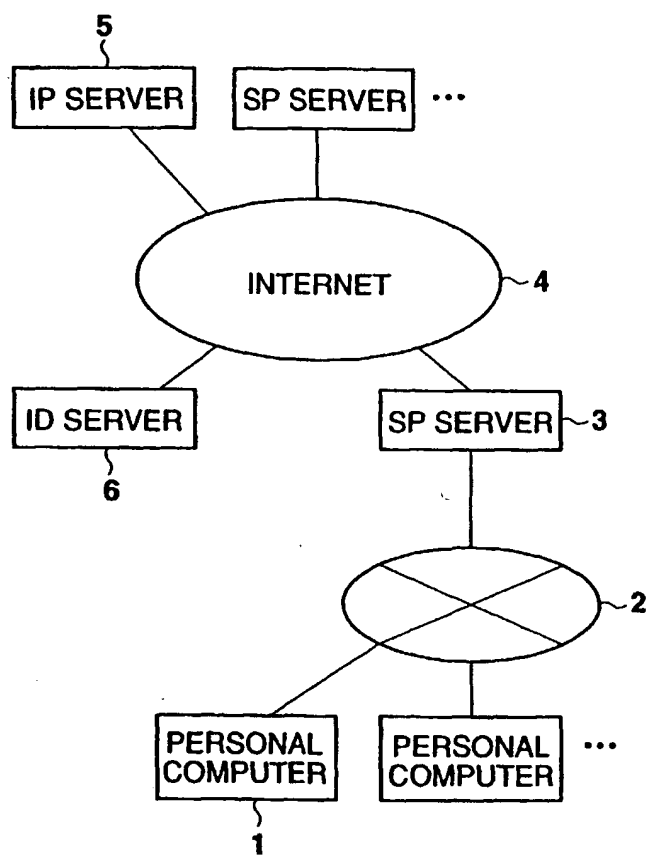 5
IP SERVER
SP SERVER ...
INTERNET
4
ID SERVER
6
SP SERVER
3
2
PERSONAL
COMPUTER
1
PERSONAL
COMPUTER
...